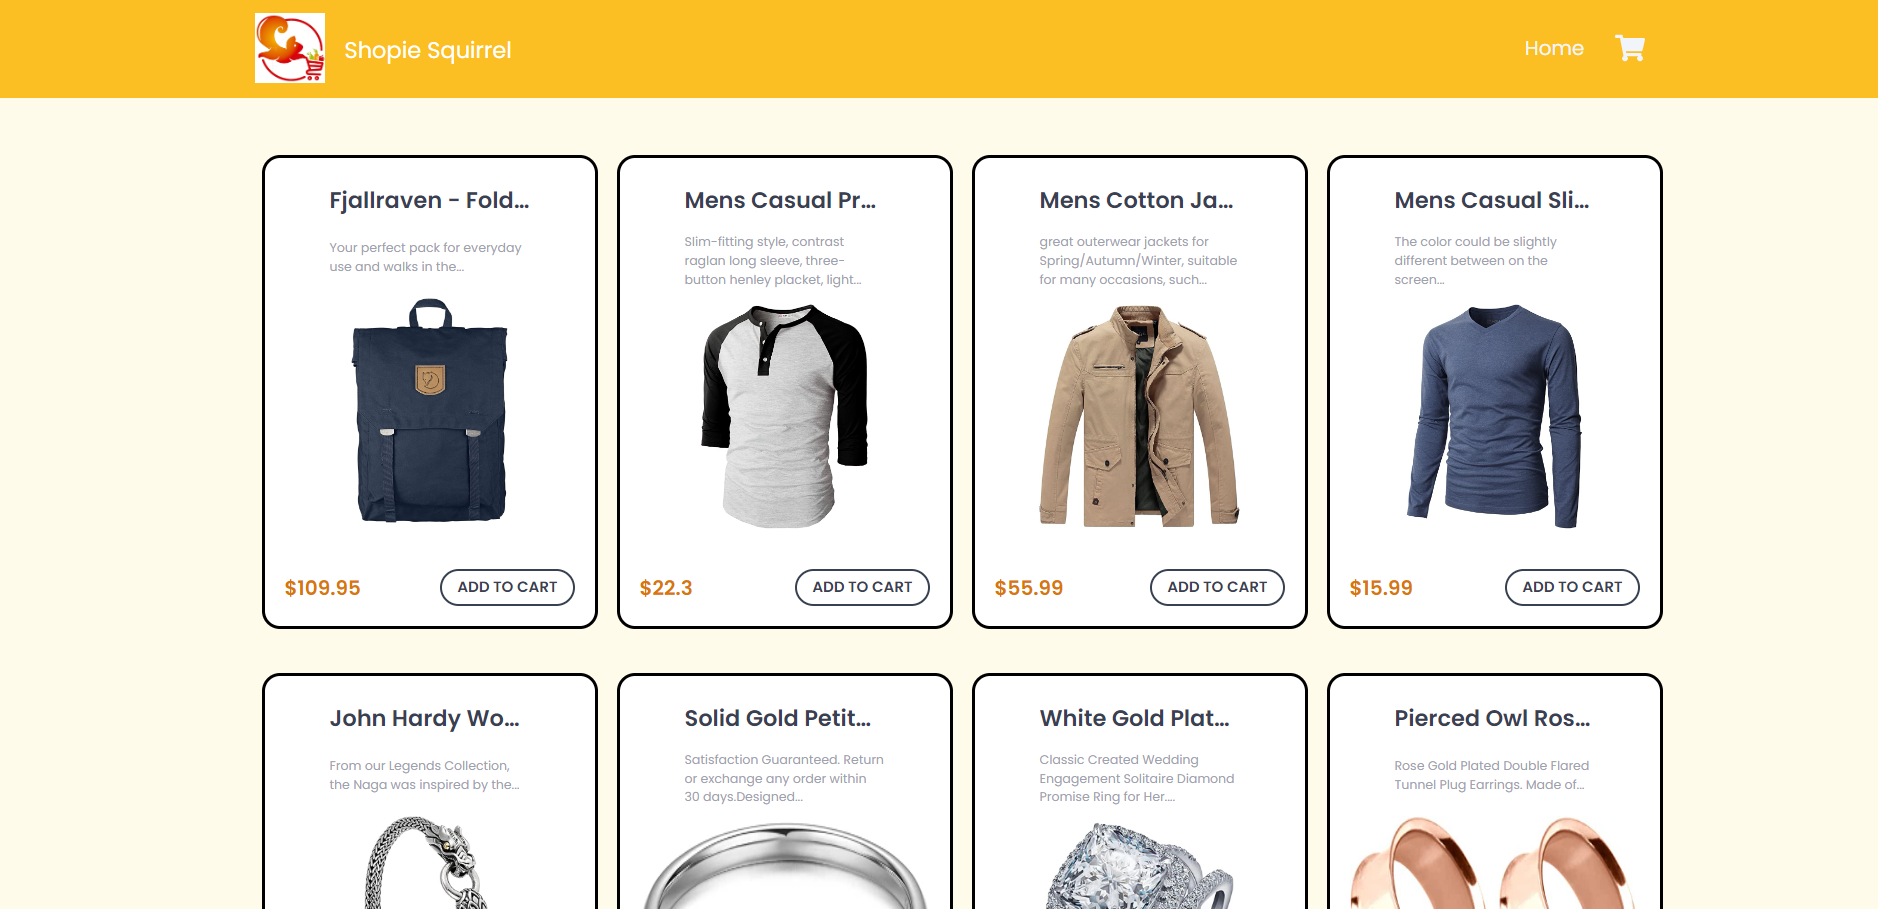 Shopie Squirrel
Home
Fjallraven - Fold...
Your perfect pack for everyday
use and walks in the...
$109.95
ADD TO CART
Mens Casual Pr...
Slim-fitting style, contrast
raglan long sleeve, three-
button henley placket, light...
$22.3
ADD TO CART
Mens Cotton Ja...
great outerwear jackets for
Spring/Autumn/Winter, suitable
for many occasions, such...
$55.99
ADD TO CART
Mens Casual Sli...
The color could be slightly
different between on the
screen...
$15.99
ADD TO CART
John Hardy Wo...
From our Legends Collection,
the Naga was inspired by the...
Solid Gold Petit...
Satisfaction Guaranteed. Return
or exchange any order within
30 days.Designed...
White Gold Plat...
Classic Created Wedding
Engagement Solitaire Diamond
Promise Ring for Her....
Pierced Owl Ros...
Rose Gold Plated Double Flared
Tunnel Plug Earrings. Made of...